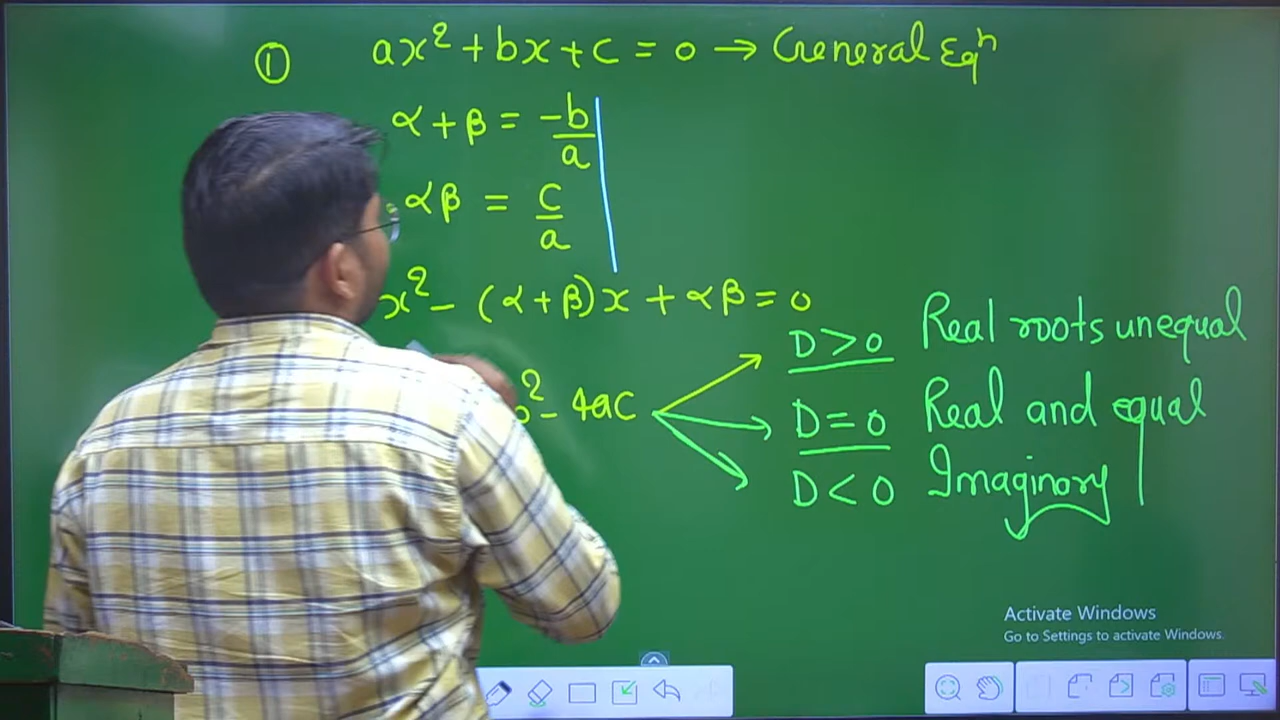 ① ax² + bx + c = 0 → General Eqⁿ
α + β = -b/a
αβ = c/a
x² - (α + β)x + αβ = 0
b² - 4ac
D > 0 Real roots unequal
D = 0 Real and equal
D < 0 Imaginory
Activate Windows
Go to Settings to activate Windows.